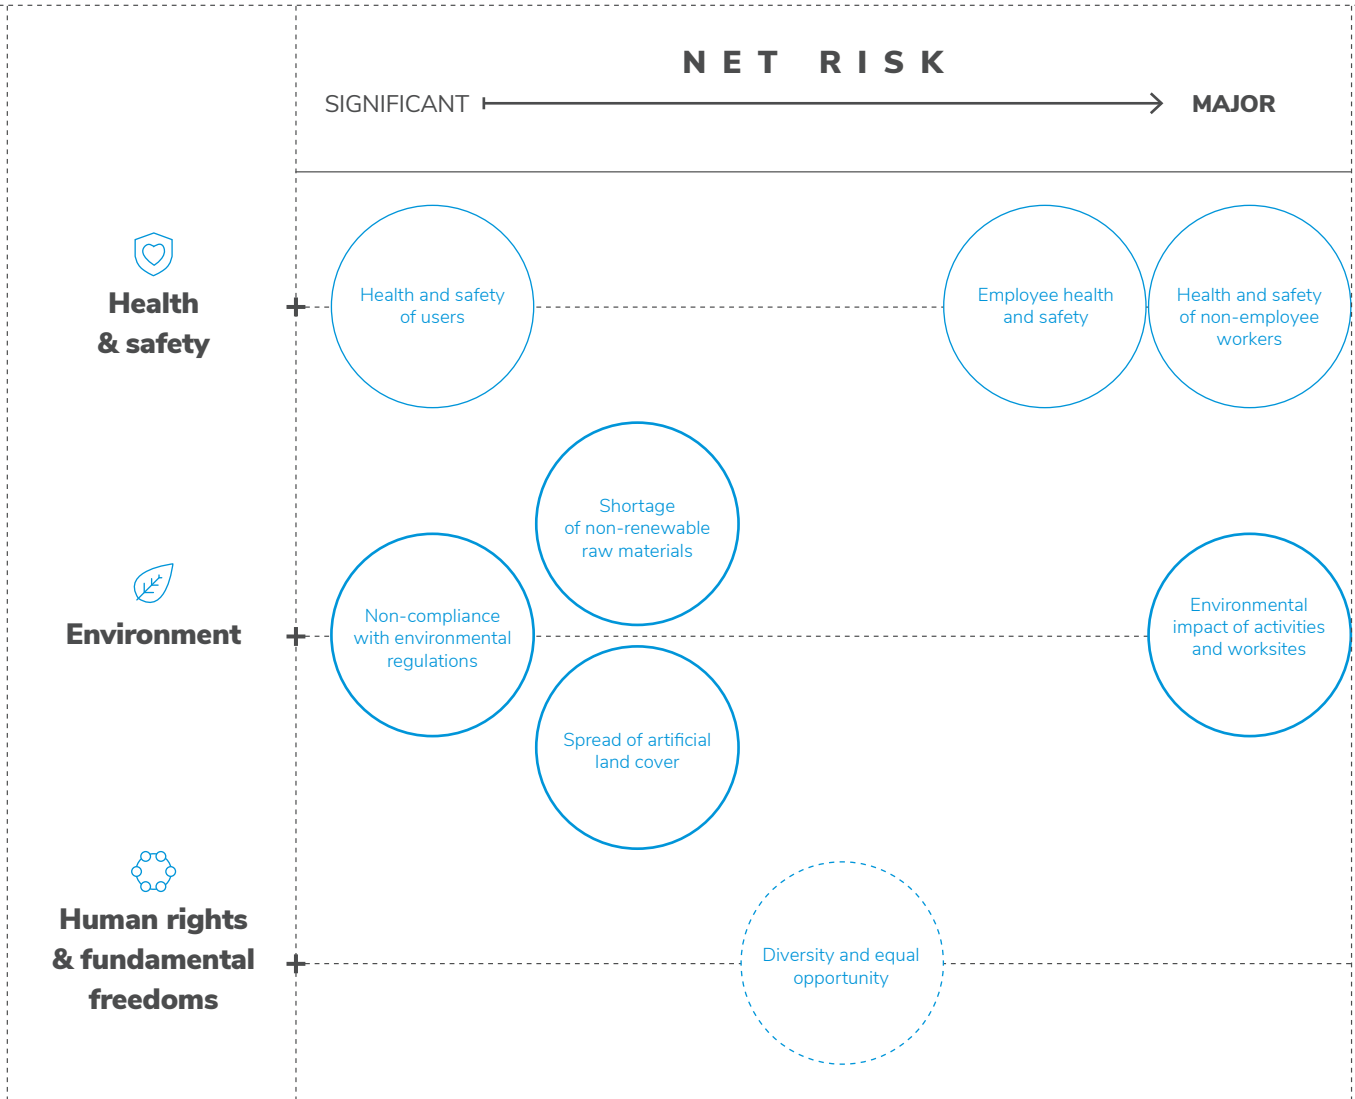 NET RISK
SIGNIFICANT
MAJOR
Health
& safety
Health and safety
of users
Employee health
and safety
Health and safety
of non-employee
workers
Environment
Shortage
of non-renewable
raw materials
Non-compliance
with environmental
regulations
Spread of artificial
land cover
Environmental
impact of activities
and worksites
Human rights
& fundamental
freedoms
Diversity and equal
opportunity